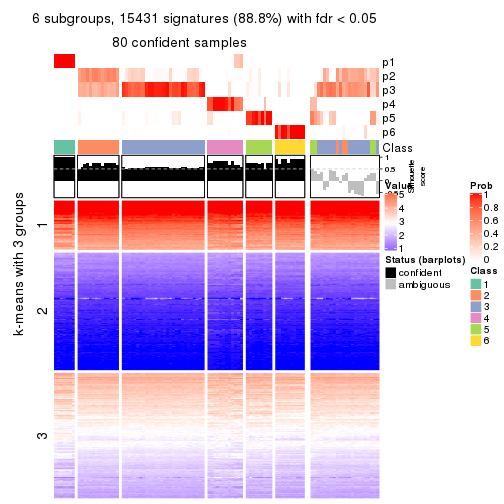 6 subgroups, 15431 signatures (88.8%) with fdr < 0.05
80 confident samples
p1
p2
p3
p4
p5
p6
Class
1
0.5
0
Silhouette score
k-means with 3 groups
1
2
3
Value
5
4
3
2
1
Status (barplots)
confident
ambiguous
Prob
1
0.8
0.6
0.4
0.2
0
Class
1
2
3
4
5
6